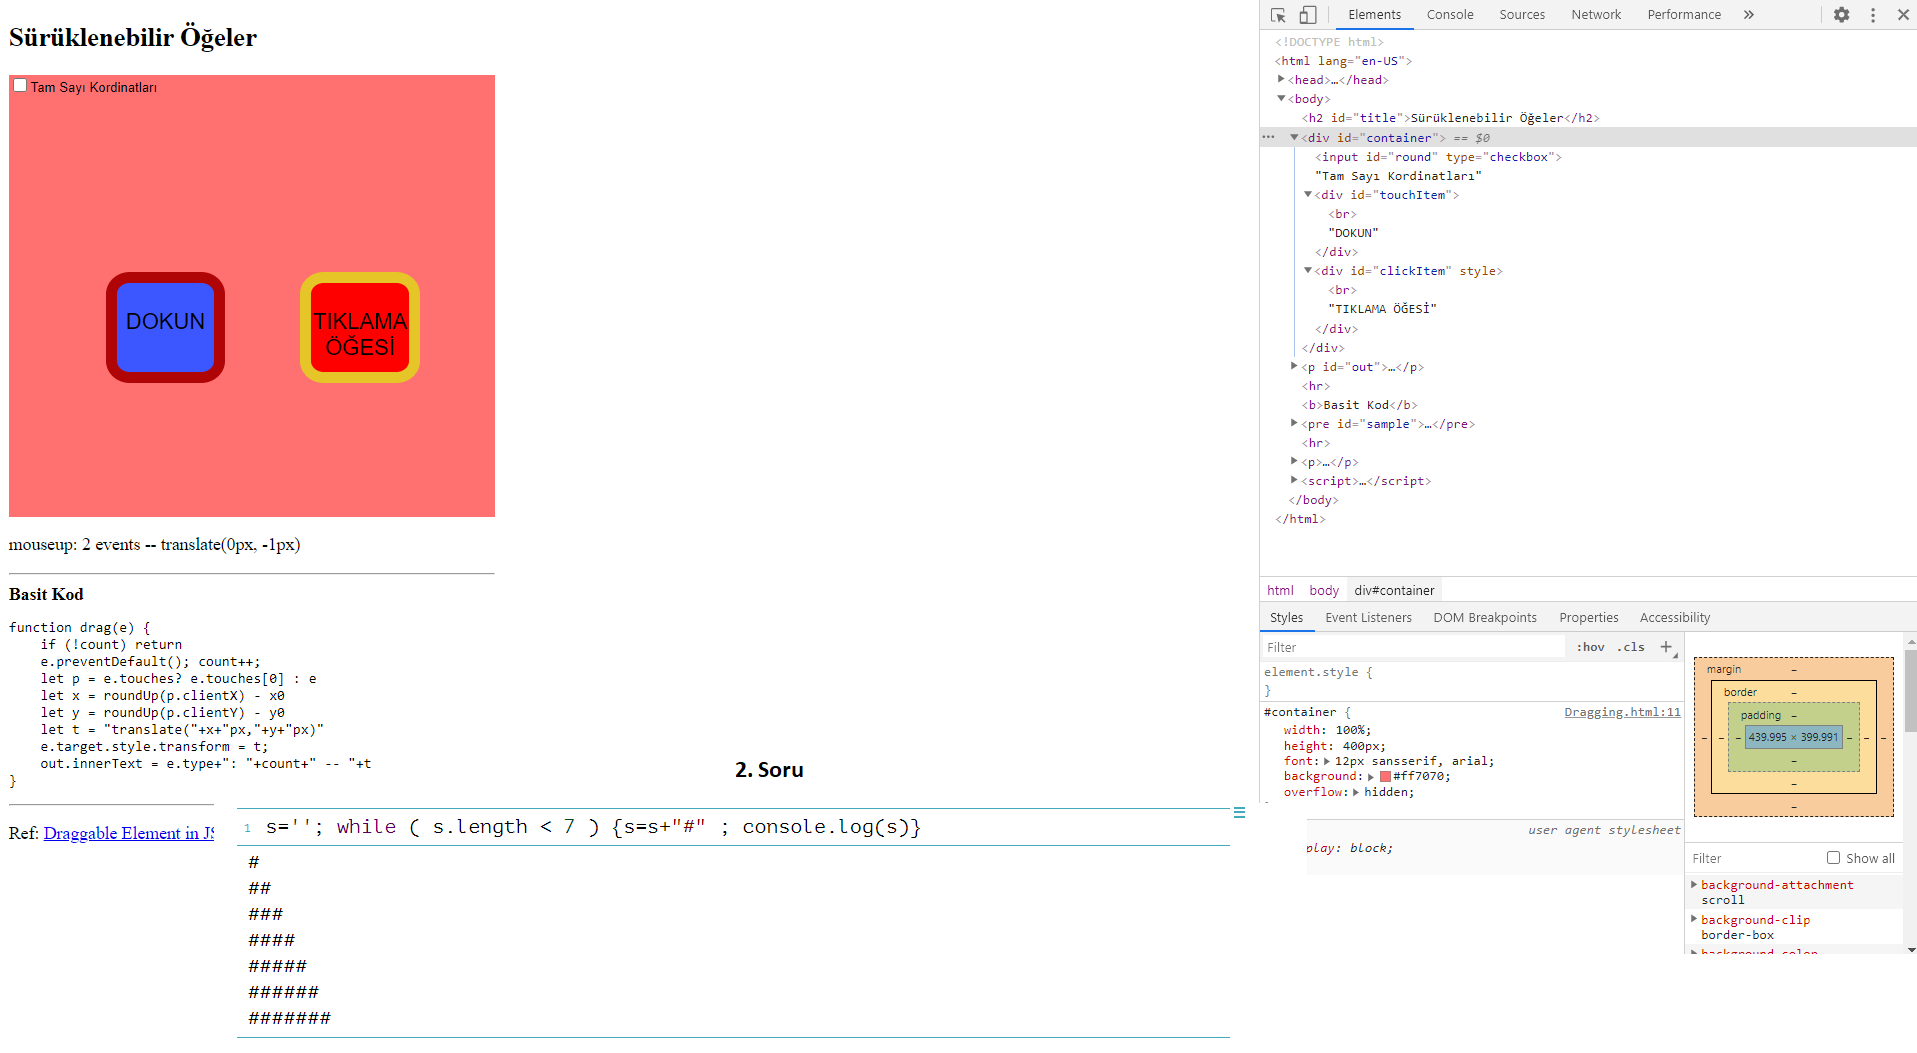 Sürüklenebilir Öğeler
Tam Sayı Kordinatları
DOKUN
TIKLAMA
ÖĞESİ
mouseup: 2 events -- translate(0px, -1px)
Basit Kod
function drag(e) {
    if (!count) return
    e.preventDefault(); count++;
    let p = e.touches? e.touches[0] : e
    let x = roundUp(p.clientX) - x0
    let y = roundUp(p.clientY) - y0
    let t = "translate("+x+"px,"+y+"px)"
    e.target.style.transform = t;
    out.innerText = e.type+": "+count+" -- "+t
}
Ref: Draggable Element in JS
2. Soru
1 s=''; while ( s.length < 7 ) {s=s+"#" ; console.log(s)}
#
##
###
####
#####
######
#######
Elements Console Sources Network Performance »
<!DOCTYPE html>
<html lang="en-US">
<head>…</head>
<body>
<h2 id="title">Sürüklenebilir Öğeler</h2>
<div id="container"> == $0
<input id="round" type="checkbox">
"Tam Sayı Kordinatları"
<div id="touchItem">
<br>
"DOKUN"
</div>
<div id="clickItem" style>
<br>
"TIKLAMA ÖĞESİ"
</div>
</div>
<p id="out">…</p>
<hr>
<b>Basit Kod</b>
<pre id="sample">…</pre>
<hr>
<p>…</p>
<script>…</script>
</body>
</html>
html body div#container
Styles Event Listeners DOM Breakpoints Properties Accessibility
Filter :hov .cls +
element.style {
}
#container { Dragging.html:11
width: 100%;
height: 400px;
font: 12px sansserif, arial;
background: #ff7070;
overflow: hidden;
user agent stylesheet
play: block;
margin –
border –
padding –
– – – 439.995 × 399.991 – – –
–
–
–
Filter Show all
background-attachment
scroll
background-clip
border-box
background-color